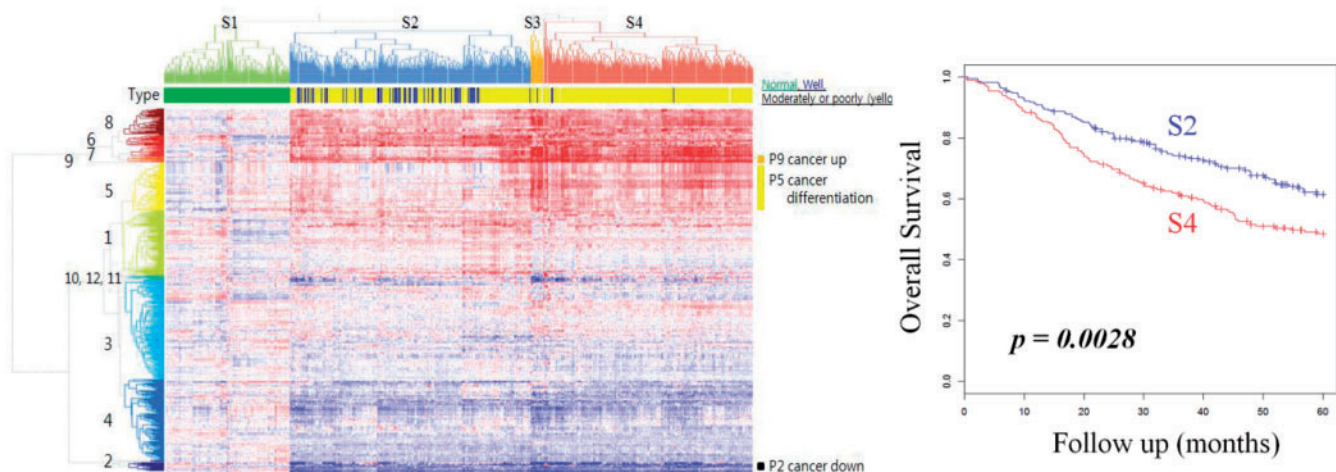 S1 S2 S3 S4
Type
Normal, Well,
Moderately or poorly (yello
8
6
7
9
5
1
10, 12, 11
3
4
2
P9 cancer up
P5 cancer
differentiation
P2 cancer down
Overall Survival
1.0
0.8
0.6
0.4
0.2
0.0
S2
S4
p = 0.0028
0 10 20 30 40 50 60
Follow up (months)